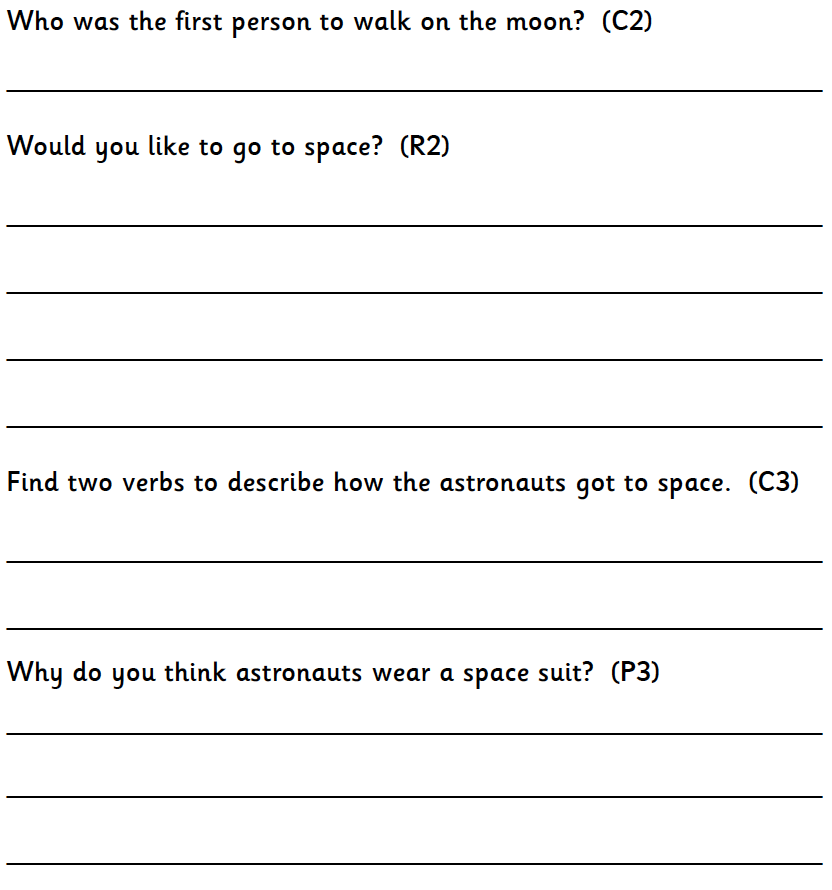 Who was the first person to walk on the moon? (C2)
Would you like to go to space? (R2)
Find two verbs to describe how the astronauts got to space. (C3)
Why do you think astronauts wear a space suit? (P3)